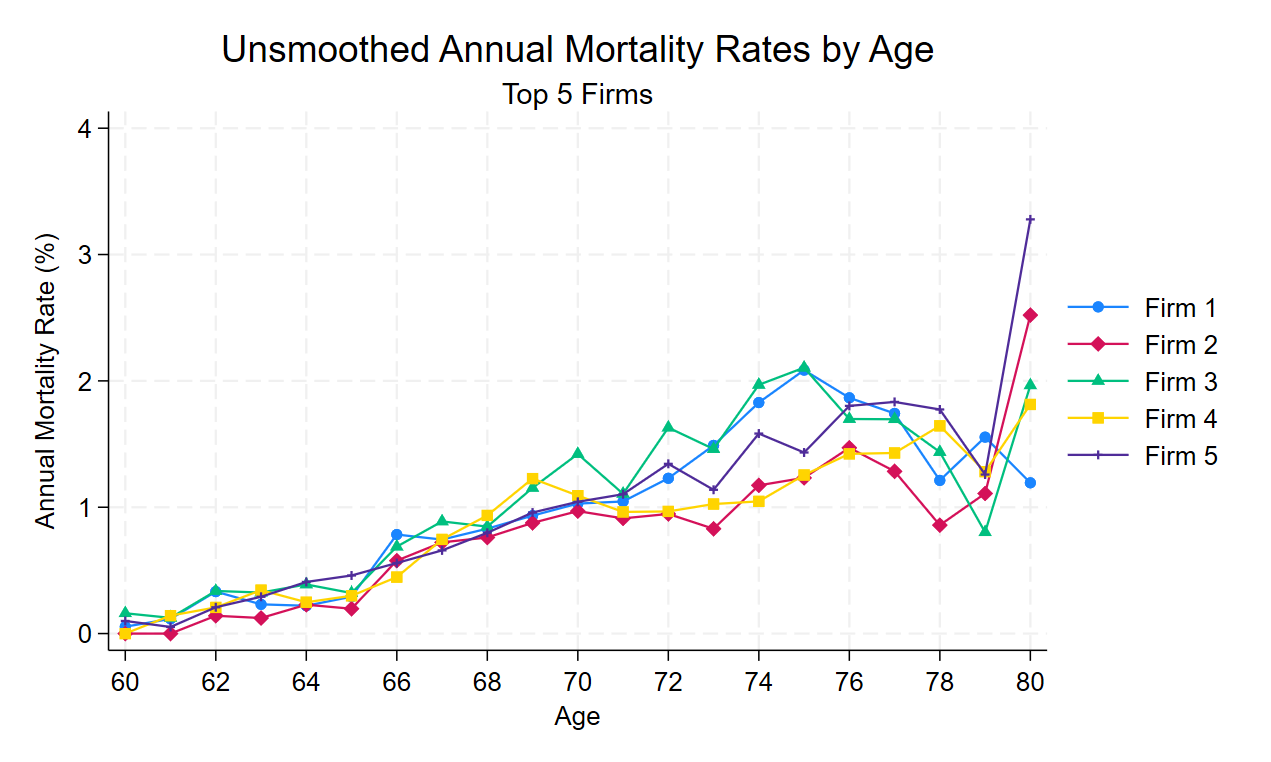 Unsmoothed Annual Mortality Rates by Age
Top 5 Firms
Annual Mortality Rate (%)
4
3
2
1
0
60 62 64 66 68 70 72 74 76 78 80
Age
Firm 1
Firm 2
Firm 3
Firm 4
Firm 5